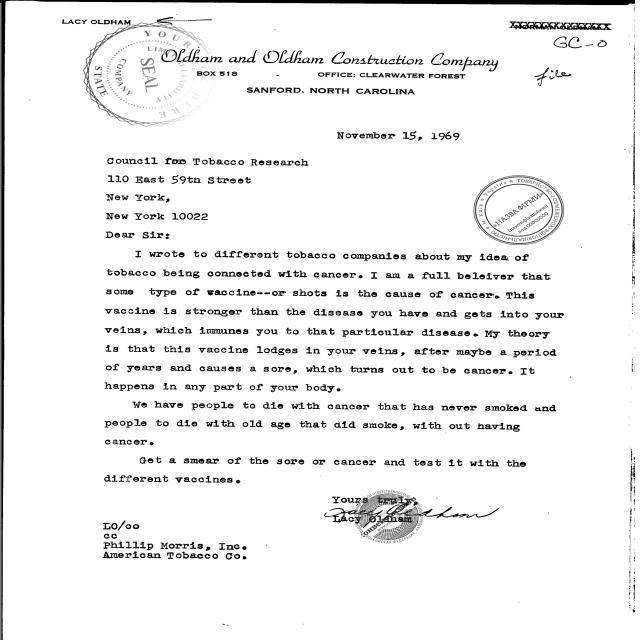 LACY OLDHAM
GC-0
Oldham and Oldham Construction Company
file
BOX 518 - OFFICE: CLEARWATER FOREST
SANFORD, NORTH CAROLINA
YOUR
LIM
LIABILITY
HERE
STATE
COMPANY
SEAL
November 15, 1969
Council for Tobacco Research
110 East 59tn Street
New York,
New York 10022
Dear Sir:
«НАЗВА ФІРМИ»
Ідентифікаційний
код 00000000
I wrote to different tobacco companies about my idea of
tobacco being connected with cancer. I am a full beleiver that
some type of vaccine--or shots is the cause of cancer. This
vaccine is stronger than the disease you have and gets into your
veins, which immunes you to that particular disease. My theory
is that this vaccine lodges in your veins, after maybe a period
of years and causes a sore, which turns out to be cancer. It
happens in any part of your body.
We have people to die with cancer that has never smoked and
people to die with old age that did smoke, with out having
cancer.
Get a smear of the sore or cancer and test it with the
different vaccines.
Yours truly,
Lacy Oldham
Lacy Oldham
LO/co
cc
Phillip Morris, Inc.
American Tobacco Co.